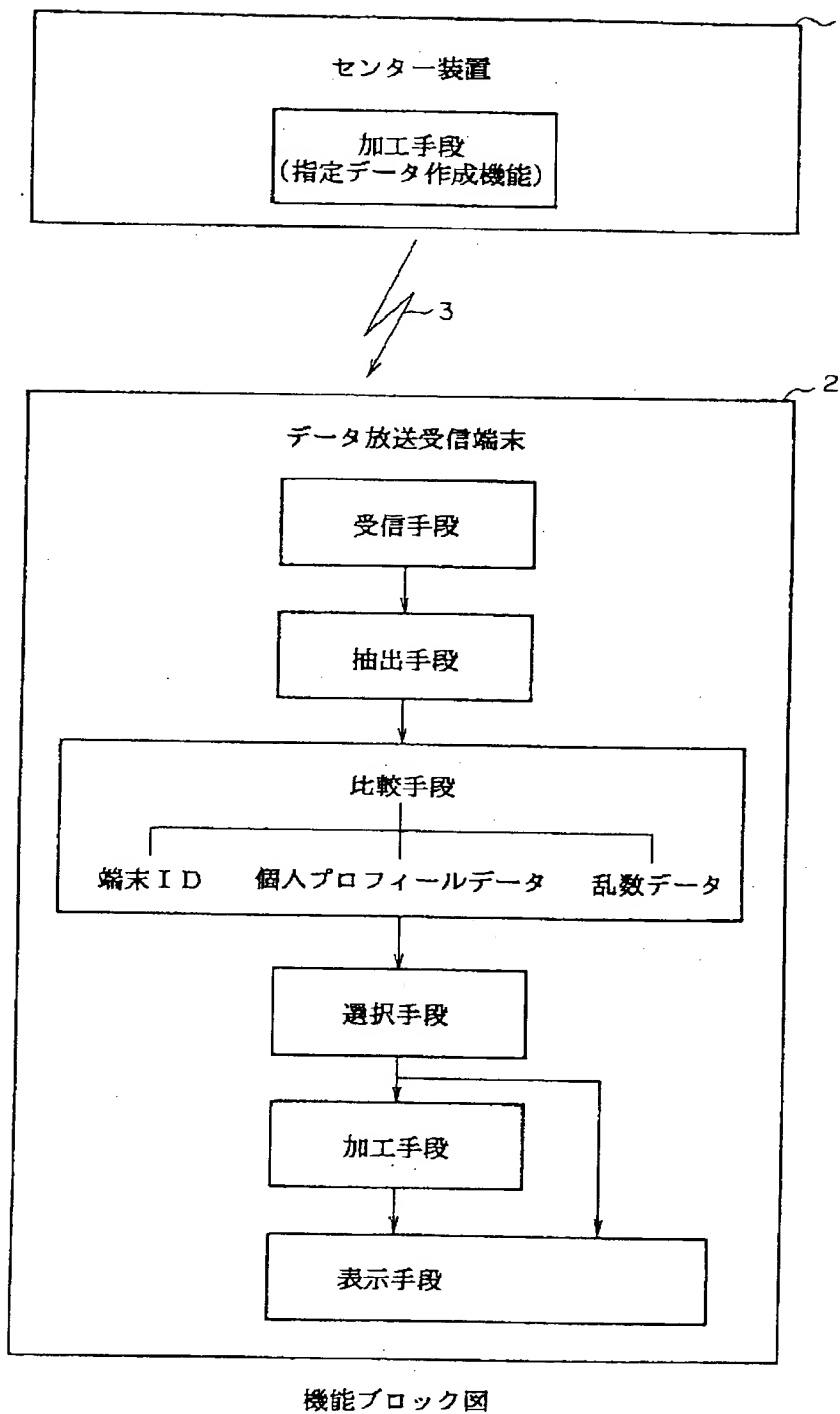 センター装置
加工手段
(指定データ作成機能)
3
2
データ放送受信端末
受信手段
抽出手段
比較手段
端末ID 個人プロフィールデータ 乱数データ
選択手段
加工手段
表示手段
機能ブロック図